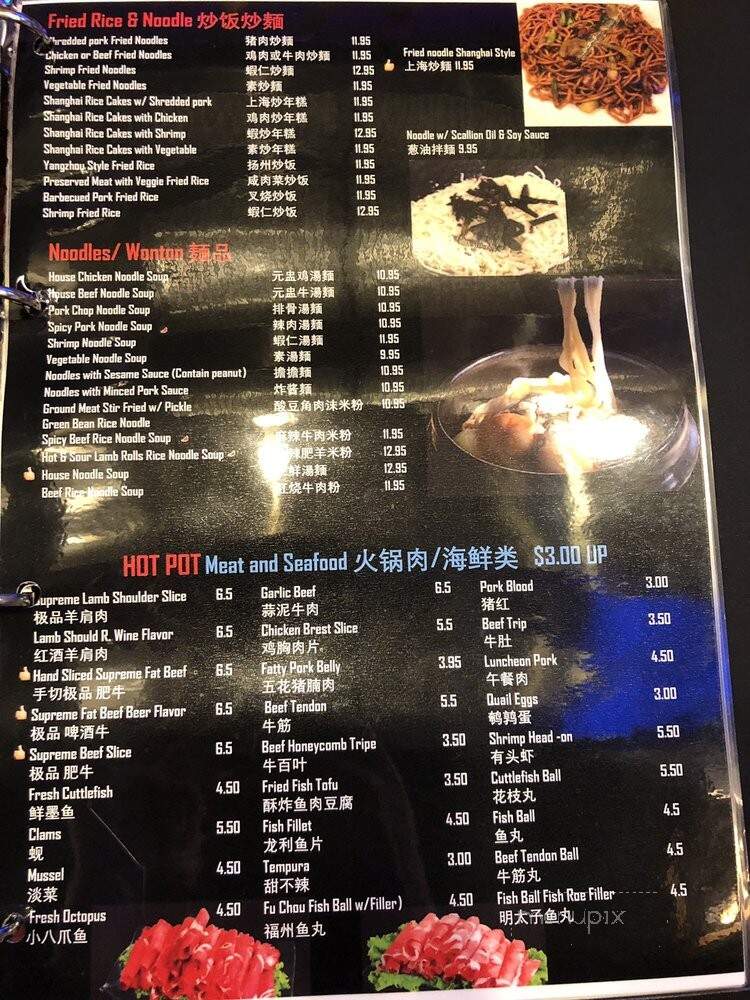 Fried Rice & Noodle 炒饭炒麵
Shredded pork Fried Noodles 猪肉炒麵 11.95
Chicken or Beef Fried Noodles 鸡肉或牛肉炒麵 11.95
Shrimp Fried Noodles 蝦仁炒麵 12.95
Vegetable Fried Noodles 素炒麵 11.95
Shanghai Rice Cakes w/ Shredded pork 上海炒年糕 11.95
Shanghai Rice Cakes with Chicken 鸡肉炒年糕 11.95
Shanghai Rice Cakes with Shrimp 蝦炒年糕 12.95
Shanghai Rice Cakes with Vegetable 素炒年糕 11.95
Yangzhou Style Fried Rice 扬州炒饭 11.95
Preserved Meat with Veggie Fried Rice 咸肉菜炒饭 11.95
Barbecued Pork Fried Rice 叉烧炒饭 11.95
Shrimp Fried Rice 蝦仁炒饭 12.95
Fried noodle Shanghai Style
上海炒麵 11.95
Noodle w/ Scallion Oil & Soy Sauce
葱油拌麵 9.95
Noodles/ Wonton 麵品
House Chicken Noodle Soup 元盅鸡湯麵 10.95
House Beef Noodle Soup 元盅牛湯麵 10.95
Pork Chop Noodle Soup 排骨湯麵 10.95
Spicy Pork Noodle Soup 辣肉湯麵 10.95
Shrimp Noodle Soup 蝦仁湯麵 11.95
Vegetable Noodle Soup 素湯麵 9.95
Noodles with Sesame Sauce (Contain peanut) 擔擔麵 10.95
Noodles with Minced Pork Sauce 炸酱麵 10.95
Ground Meat Stir Fried w/ Pickle 酸豆角肉沫米粉 10.95
Green Bean Rice Noodle
Spicy Beef Rice Noodle Soup 麻辣牛肉米粉 11.95
Hot & Sour Lamb Rolls Rice Noodle Soup 辣肥羊米粉 12.95
House Noodle Soup 鲜湯麵 12.95
Beef Rice Noodle Soup 红烧牛肉粉 11.95
HOT POT Meat and Seafood 火锅肉/海鲜类 $3.00 UP
Supreme Lamb Shoulder Slice 6.5
极品羊肩肉
Lamb Should R. Wine Flavor 6.5
红酒羊肩肉
Hand Sliced Supreme Fat Beef 6.5
手切极品 肥牛
Supreme Fat Beef Beer Flavor 6.5
极品 啤酒牛
Supreme Beef Slice 6.5
极品 肥牛
Fresh Cuttlefish 4.50
鲜墨鱼
Clams 5.50
蚬
Mussel 4.50
淡菜
Fresh Octopus 4.50
小八爪鱼
Garlic Beef 6.5
蒜泥牛肉
Chicken Brest Slice 5.5
鸡胸肉片
Fatty Pork Belly 3.95
五花猪腩肉
Beef Tendon 5.5
牛筋
Beef Honeycomb Tripe 3.50
牛百叶
Fried Fish Tofu 3.50
酥炸鱼肉豆腐
Fish Fillet 4.50
龙利鱼片
Tempura 3.00
甜不辣
Fu Chou Fish Ball w/Filler) 4.50
福州鱼丸
Pork Blood 3.00
猪红
Beef Trip 3.50
牛肚
Luncheon Pork 4.50
午餐肉
Quail Eggs 3.00
鹌鹑蛋
Shrimp Head -on 5.50
有头虾
Cuttlefish Ball 5.50
花枝丸
Fish Ball 4.5
鱼丸
Beef Tendon Ball 4.5
牛筋丸
Fish Ball Fish Roe Filler 4.5
明太子鱼丸
menupix